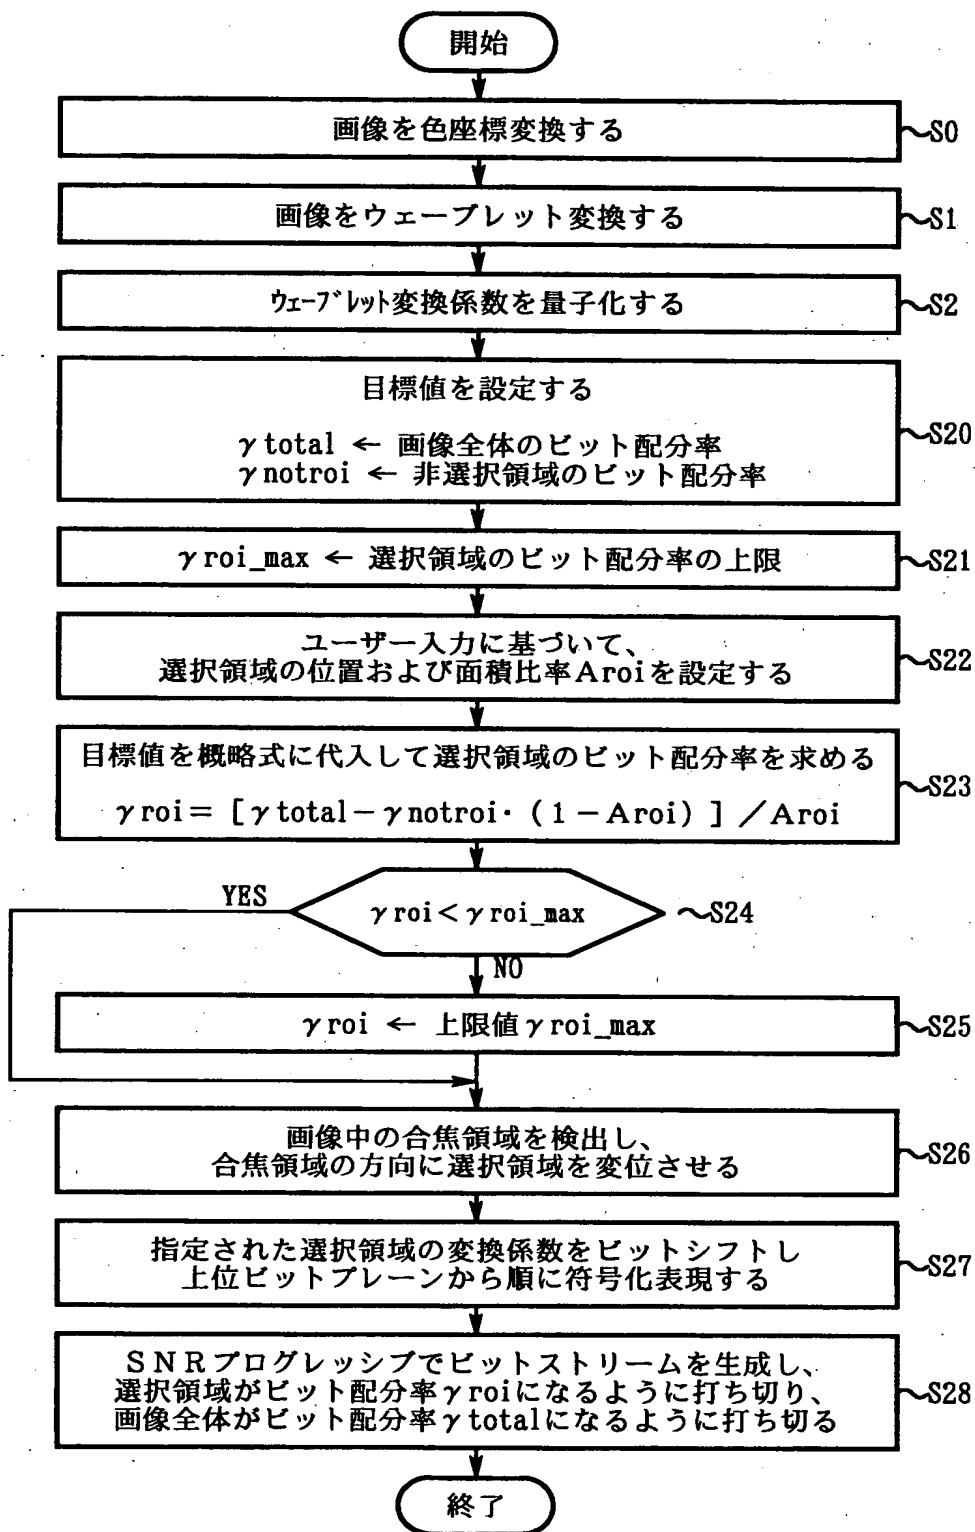 開始
画像を色座標変換する
S0
画像をウェーブレット変換する
S1
ウェーブレット変換係数を量子化する
S2
目標値を設定する
γtotal ← 画像全体のビット配分率
γnotroi ← 非選択領域のビット配分率
S20
γroi_max ← 選択領域のビット配分率の上限
S21
ユーザー入力に基づいて、
選択領域の位置および面積比率Aroiを設定する
S22
目標値を概略式に代入して選択領域のビット配分率を求める
γroi=［γtotal−γnotroi・（1−Aroi）］／Aroi
S23
YES
γroi<γroi_max
S24
NO
γroi ← 上限値γroi_max
S25
画像中の合焦領域を検出し、
合焦領域の方向に選択領域を変位させる
S26
指定された選択領域の変換係数をビットシフトし
上位ビットプレーンから順に符号化表現する
S27
ＳＮＲプログレッシブでビットストリームを生成し、
選択領域がビット配分率γroiになるように打ち切り、
画像全体がビット配分率γtotalになるように打ち切る
S28
終了